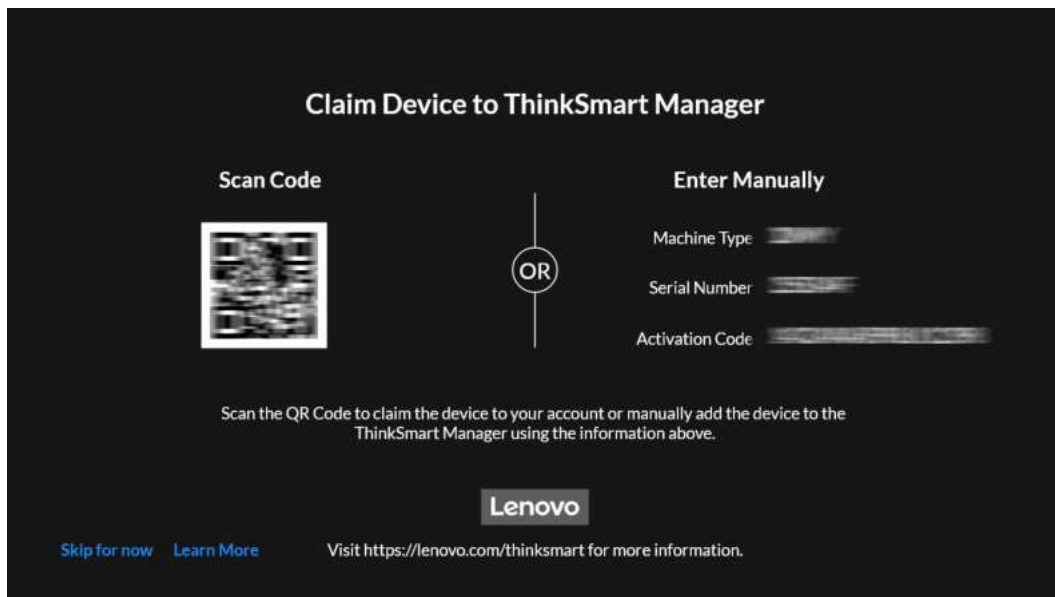 Claim Device to ThinkSmart Manager
Scan Code
Enter Manually
OR
Machine Type
Serial Number
Activation Code
Scan the QR Code to claim the device to your account or manually add the device to the
ThinkSmart Manager using the information above.
Lenovo
Skip for now Learn More Visit https://lenovo.com/thinksmart for more information.